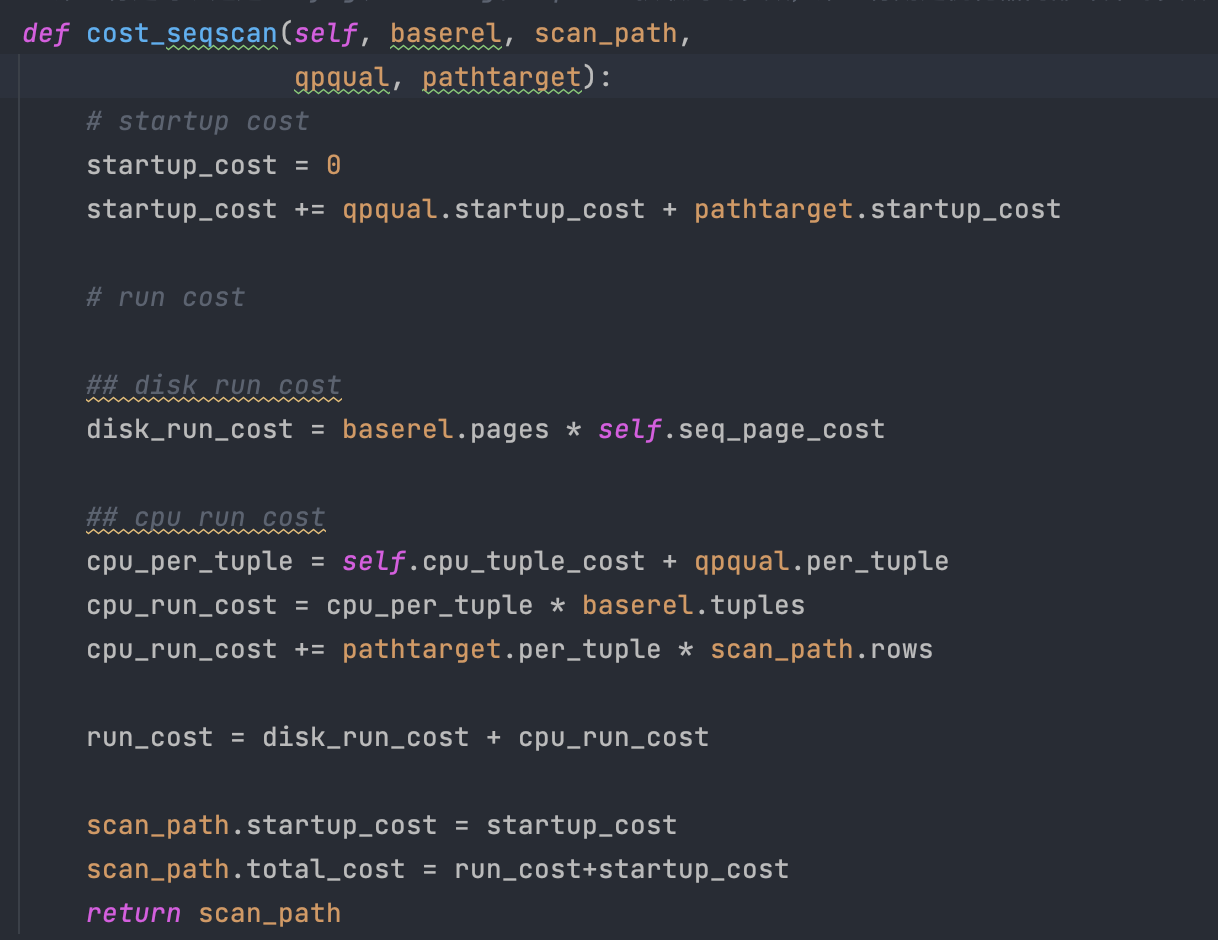 def cost_seqscan(self, baserel, scan_path,
                 qpqual, pathtarget):
    # startup cost
    startup_cost = 0
    startup_cost += qpqual.startup_cost + pathtarget.startup_cost

    # run cost

    ## disk run cost
    disk_run_cost = baserel.pages * self.seq_page_cost

    ## cpu run cost
    cpu_per_tuple = self.cpu_tuple_cost + qpqual.per_tuple
    cpu_run_cost = cpu_per_tuple * baserel.tuples
    cpu_run_cost += pathtarget.per_tuple * scan_path.rows

    run_cost = disk_run_cost + cpu_run_cost

    scan_path.startup_cost = startup_cost
    scan_path.total_cost = run_cost+startup_cost
    return scan_path